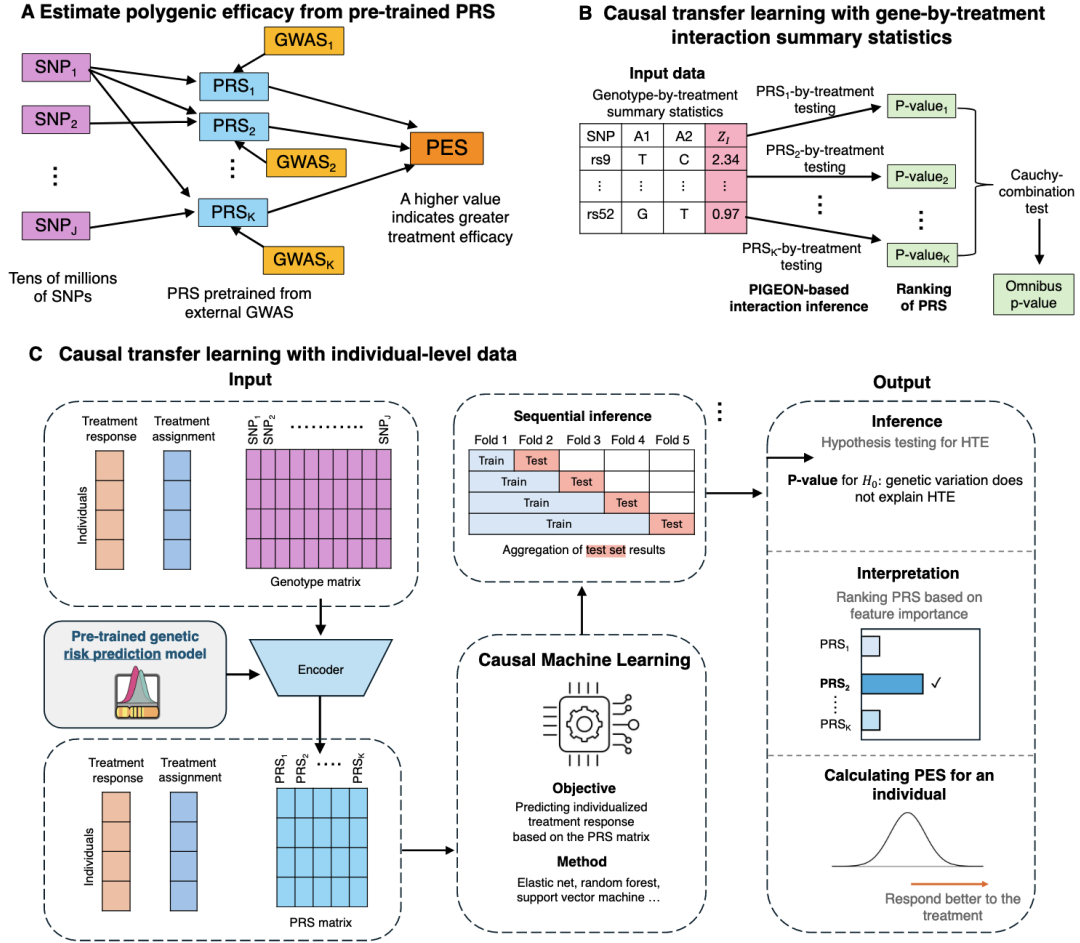 A Estimate polygenic efficacy from pre-trained PRS
GWAS₁
SNP₁
PRS₁
SNP₂
PRS₂
PES
GWAS₂
⋮
⋮
A higher value
indicates greater
treatment efficacy
PRSK
SNPJ
GWASK
Tens of millions
of SNPs
PRS pretrained from
external GWAS
B Causal transfer learning with gene-by-treatment
interaction summary statistics
Input data
Genotype-by-treatment
summary statistics
SNP A1 A2 Z_I
rs9 T C 2.34
⋮ ⋮ ⋮ ⋮
rs52 G T 0.97
PRS₁-by-treatment
testing
PRS₂-by-treatment
testing
⋮
PRSK-by-treatment
testing
PIGEON-based
interaction inference
P-value₁
P-value₂
⋮
P-valueK
Ranking
of PRS
Cauchy-
combination
test
Omnibus
p-value
C Causal transfer learning with individual-level data
Input
Treatment
response
Treatment
assignment
SNP₁
SNP₂
............
SNPJ
Individuals
Genotype matrix
Pre-trained genetic
risk prediction model
Encoder
Treatment
response
Treatment
assignment
PRS₁
PRS₂
....
PRSK
Individuals
PRS matrix
Sequential inference
Fold 1 Fold 2 Fold 3 Fold 4 Fold 5
Train Test
Train Test
Train Test
Train Test
Aggregation of test set results
⋮
Causal Machine Learning
Objective
Predicting individualized
treatment response
based on the PRS matrix
Method
Elastic net, random forest,
support vector machine ...
Output
Inference
Hypothesis testing for HTE
P-value for H₀: genetic variation does
not explain HTE
Interpretation
Ranking PRS based on
feature importance
PRS₁
PRS₂ ✓
⋮
PRSK
Calculating PES for an
individual
Respond better to the
treatment